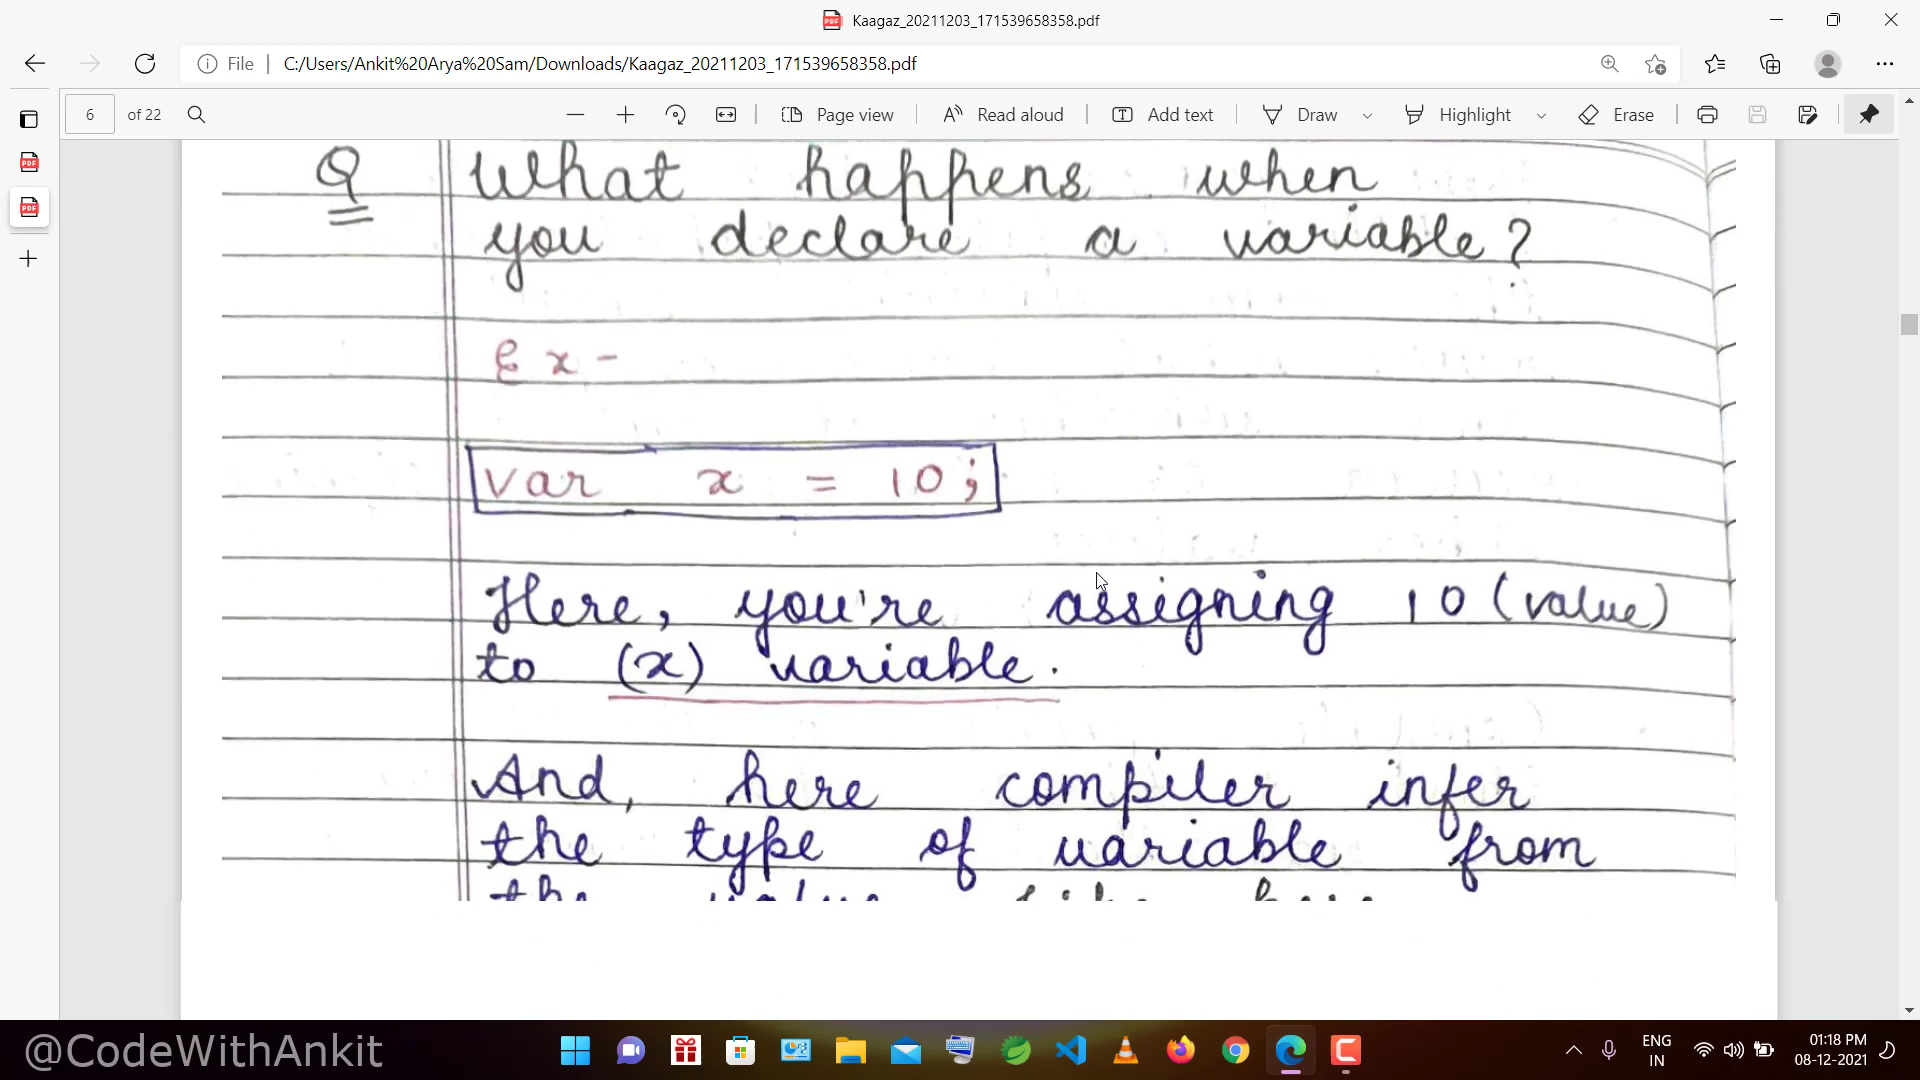 Kaagaz_20211203_171539658358.pdf
File C:/Users/Ankit%20Arya%20Sam/Downloads/Kaagaz_20211203_171539658358.pdf
6 of 22 Page view Read aloud Add text Draw Highlight Erase
Q What happens when
you declare a variable?
Ex -
var x = 10;
Here, you're assigning 10 (value)
to (x) variable.
And, here compiler infer
the type of variable from
@CodeWithAnkit
ENG
IN
01:18 PM
08-12-2021